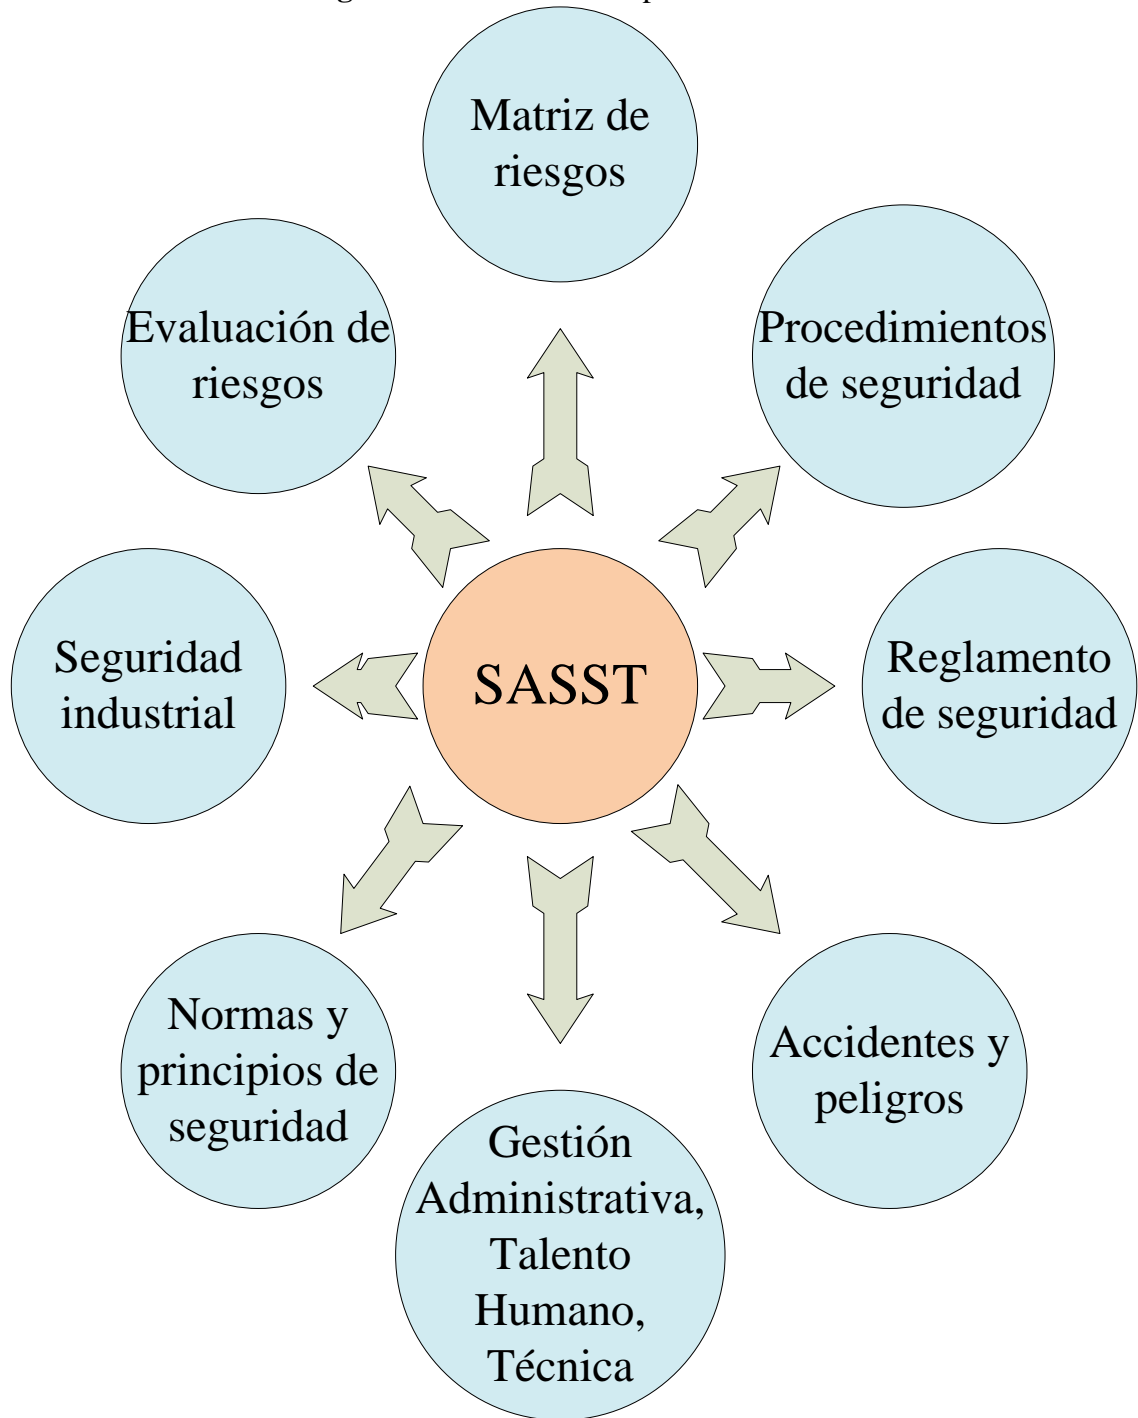 Matriz de
riesgos
Evaluación de
riesgos
Procedimientos
de seguridad
Seguridad
industrial
SASST
Reglamento
de seguridad
Normas y
principios de
seguridad
Accidentes y
peligros
Gestión
Administrativa,
Talento
Humano,
Técnica